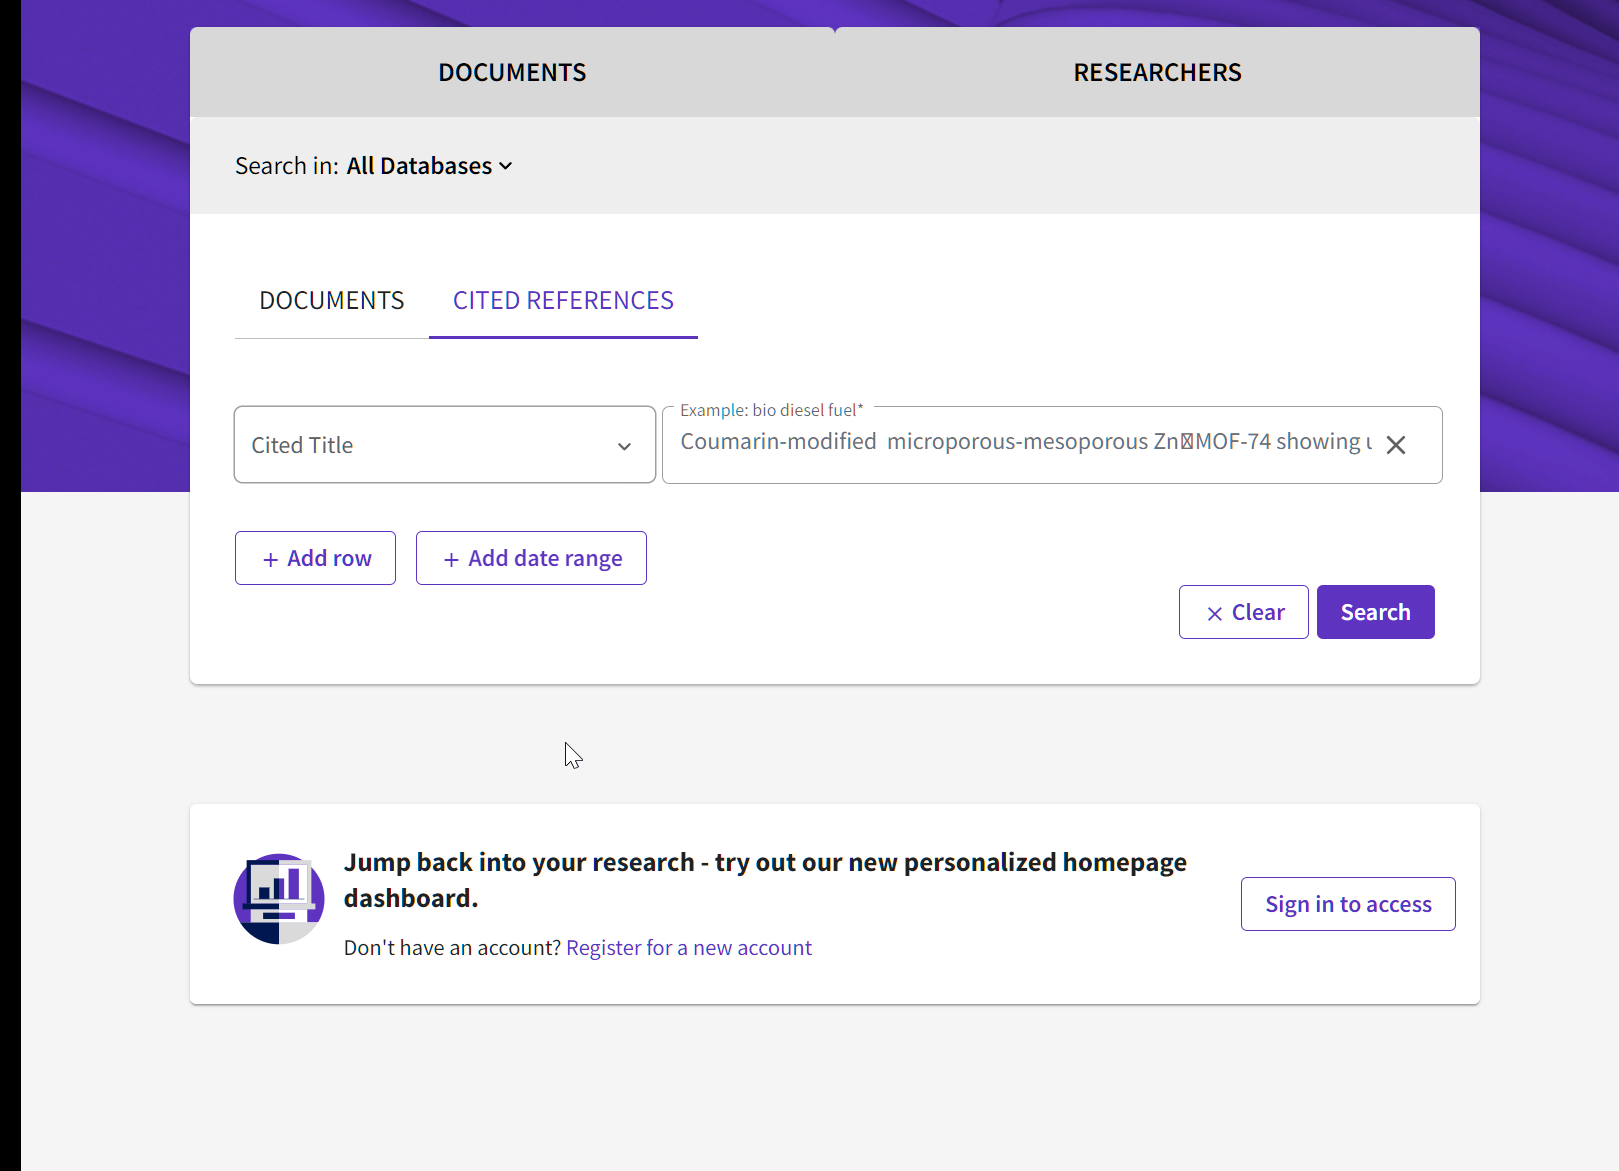 DOCUMENTS
RESEARCHERS
Search in: All Databases
DOCUMENTS
CITED REFERENCES
Cited Title
Example: bio diesel fuel*
Coumarin-modified  microporous-mesoporous Zn▯MOF-74 showing
+ Add row
+ Add date range
× Clear
Search
Jump back into your research - try out our new personalized homepage
dashboard.
Don't have an account? Register for a new account
Sign in to access